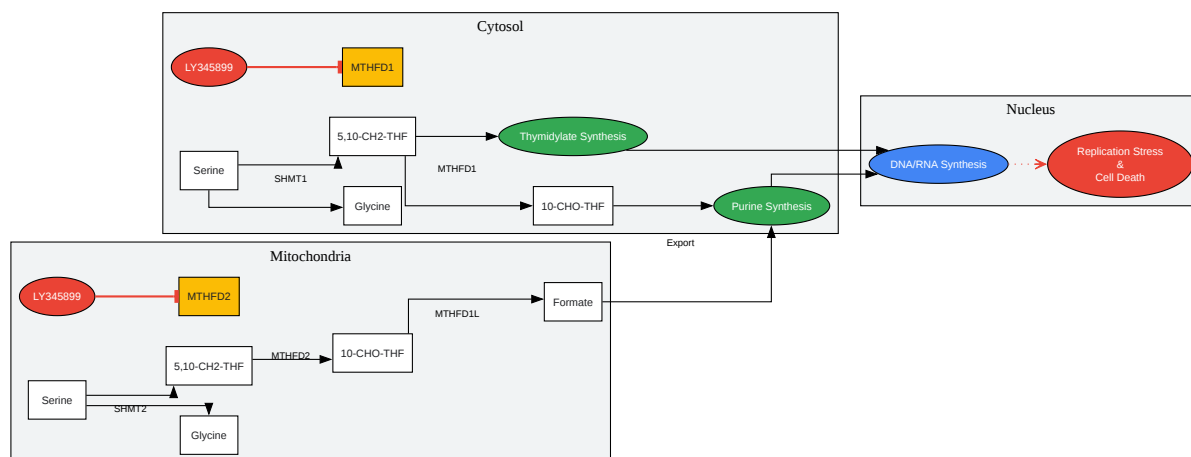 Cytosol
LY345899
MTHFD1
5,10-CH2-THF
Thymidylate Synthesis
Serine
SHMT1
MTHFD1
Glycine
10-CHO-THF
Purine Synthesis
Export
Nucleus
DNA/RNA Synthesis
Replication Stress
&
Cell Death
Mitochondria
LY345899
MTHFD2
Formate
MTHFD1L
10-CHO-THF
5,10-CH2-THF
MTHFD2
Serine
SHMT2
Glycine